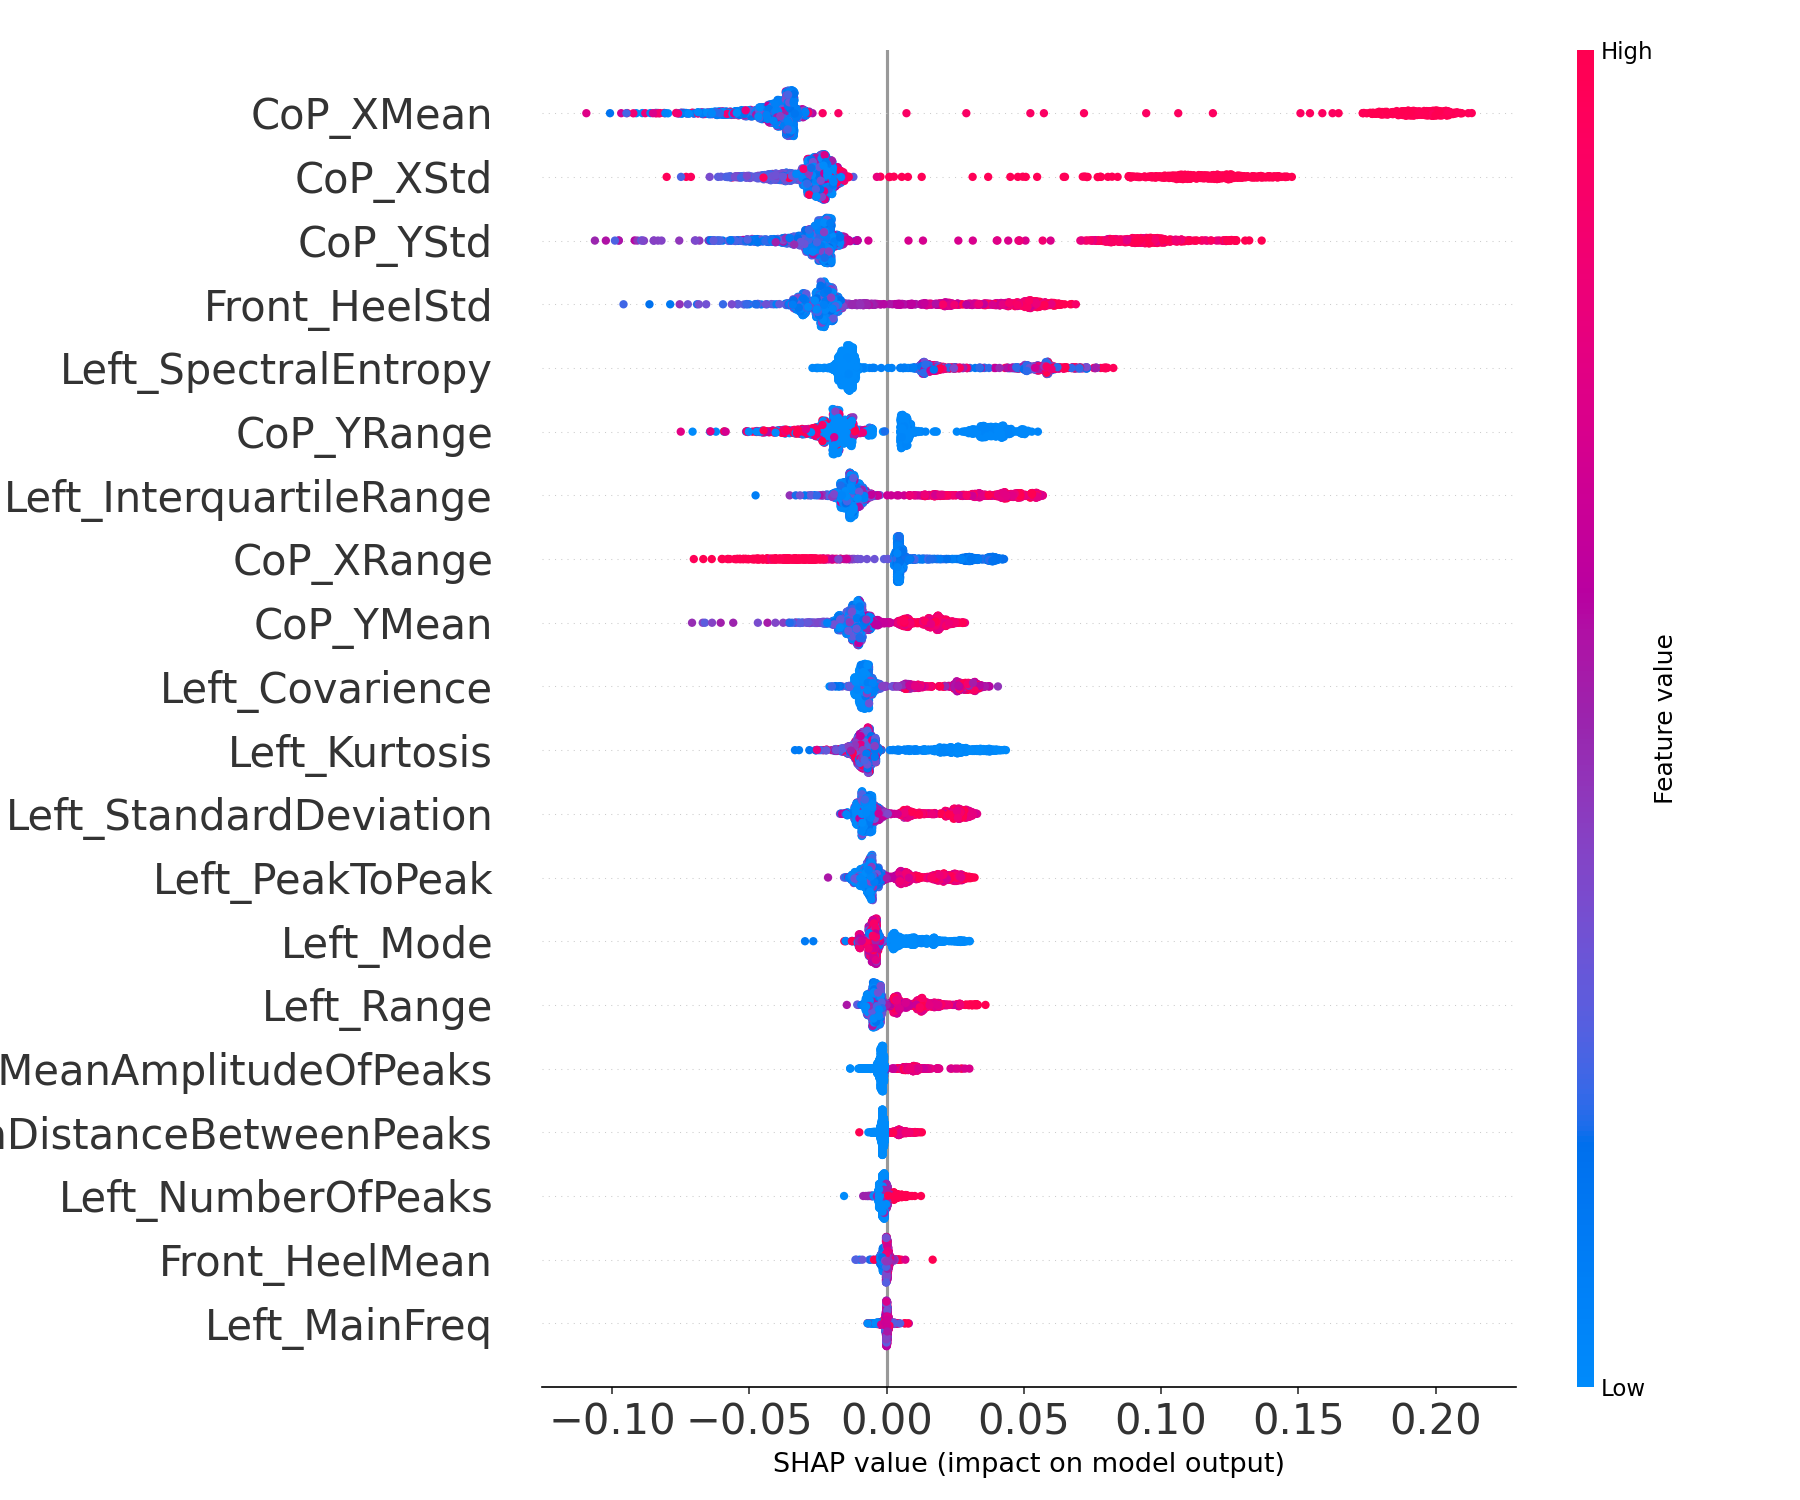 High
CoP_XMean
CoP_XStd
CoP_YStd
Front_HeelStd
Left_SpectralEntropy
CoP_YRange
Left_InterquartileRange
CoP_XRange
CoP_YMean
Left_Covarience
Left_Kurtosis
Left_StandardDeviation
Left_PeakToPeak
Left_Mode
Left_Range
MeanAmplitudeOfPeaks
nDistanceBetweenPeaks
Left_NumberOfPeaks
Front_HeelMean
Left_MainFreq
Feature value
Low
−0.10 −0.05 0.00 0.05 0.10 0.15 0.20
SHAP value (impact on model output)